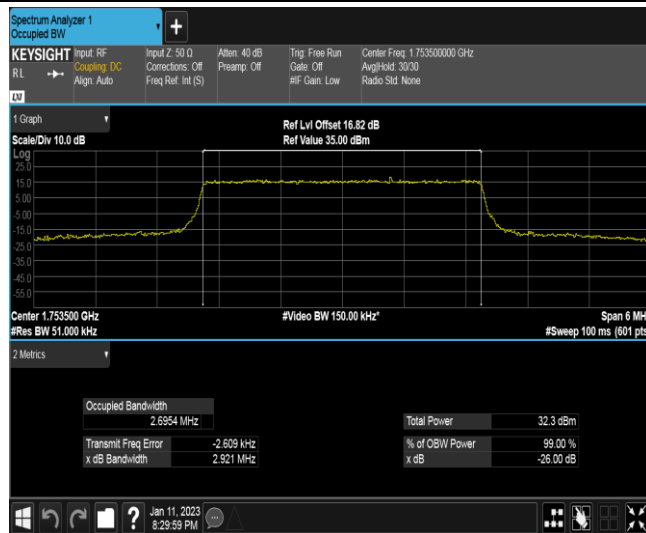 Spectrum Analyzer 1
Occupied BW
+
KEYSIGHT
RL
Input: RF
Coupling: DC
Align: Auto
Input Z: 50 Ω
Corrections: Off
Freq Ref: Int (S)
Atten: 40 dB
Preamp: Off
Trig: Free Run
Gate: Off
#IF Gain: Low
Center Freq: 1.753500000 GHz
Avg|Hold: 30/30
Radio Std: None
LXI
1 Graph
Scale/Div 10.0 dB
Ref Lvl Offset 16.82 dB
Ref Value 35.00 dBm
Log
25.0
15.0
5.00
-5.00
-15.0
-25.0
-35.0
-45.0
-55.0
Center 1.753500 GHz
#Res BW 51.000 kHz
#Video BW 150.00 kHz*
Span 6 MH
#Sweep 100 ms (601 pts
2 Metrics
Occupied Bandwidth
2.6954 MHz
Transmit Freq Error -2.609 kHz
x dB Bandwidth 2.921 MHz
Total Power 32.3 dBm
% of OBW Power 99.00 %
x dB -26.00 dB
?
Jan 11, 2023
8:29:59 PM